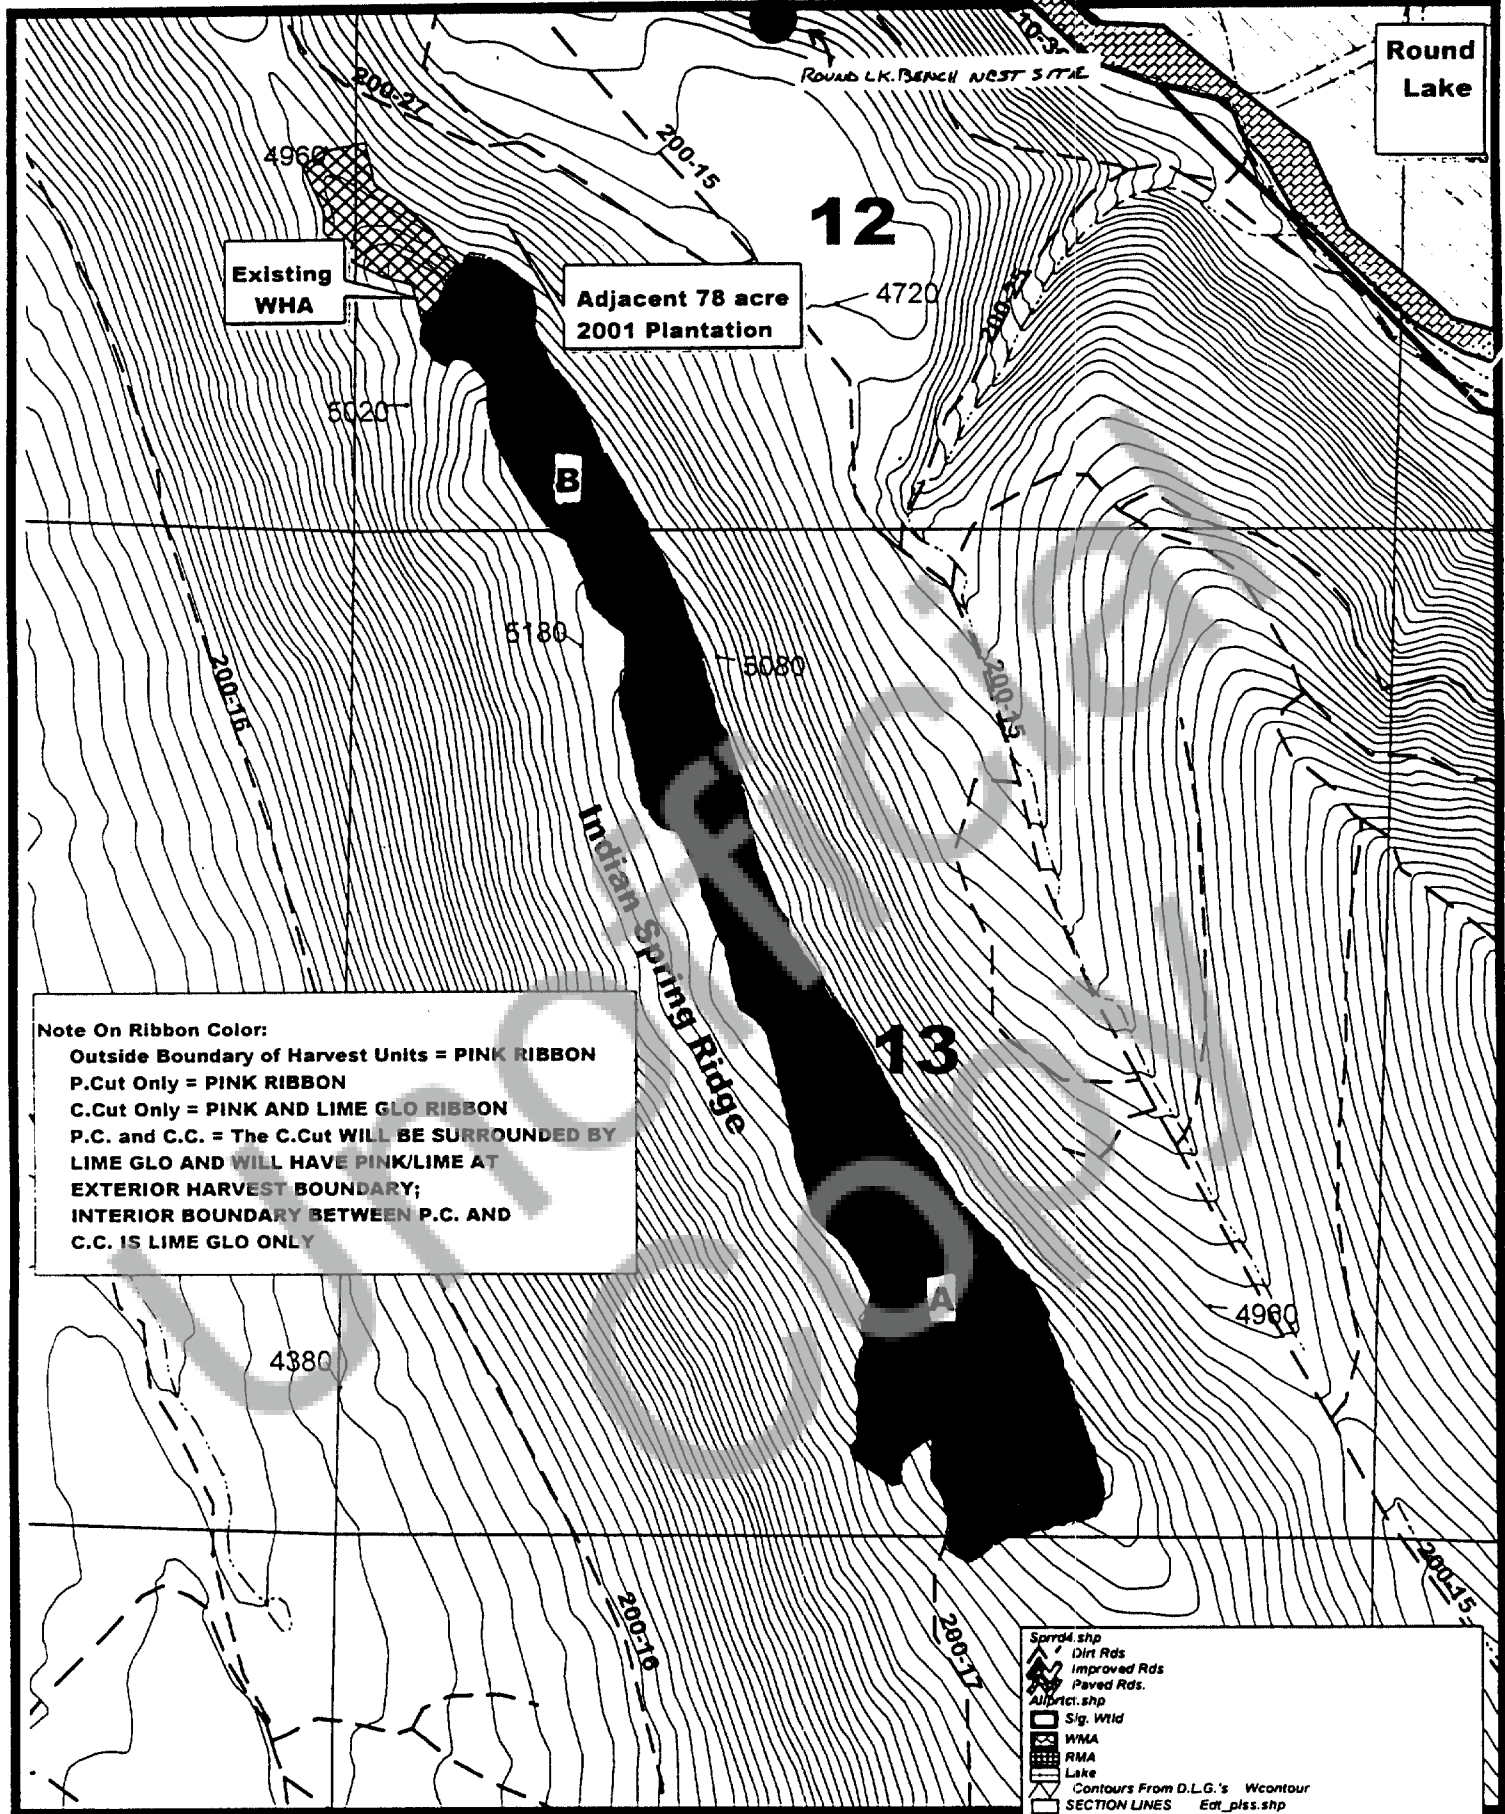 Round
Lake
10-3
ROUND LK. BENCH NEST SITE
200-27
200-15
4960
12
Existing
WHA
Adjacent 78 acre
2001 Plantation
4720
200-25
5020
B
5180
5080
200-16
200-15
Indian Spring Ridge
13
Note On Ribbon Color:
Outside Boundary of Harvest Units = PINK RIBBON
P.Cut Only = PINK RIBBON
C.Cut Only = PINK AND LIME GLO RIBBON
P.C. and C.C. = The C.Cut WILL BE SURROUNDED BY
LIME GLO AND WILL HAVE PINK/LIME AT
EXTERIOR HARVEST BOUNDARY;
INTERIOR BOUNDARY BETWEEN P.C. AND
C.C. IS LIME GLO ONLY
A
4960
4380
200-15
200-16
200-17
Sprrd4.shp
Dirt Rds
Improved Rds
Paved Rds.
Allprtct.shp
Sig. Wtld
WMA
RMA
Lake
Contours From D.L.G.'s Wcontour
SECTION LINES Edt_plss.shp
Unofficial
Copy